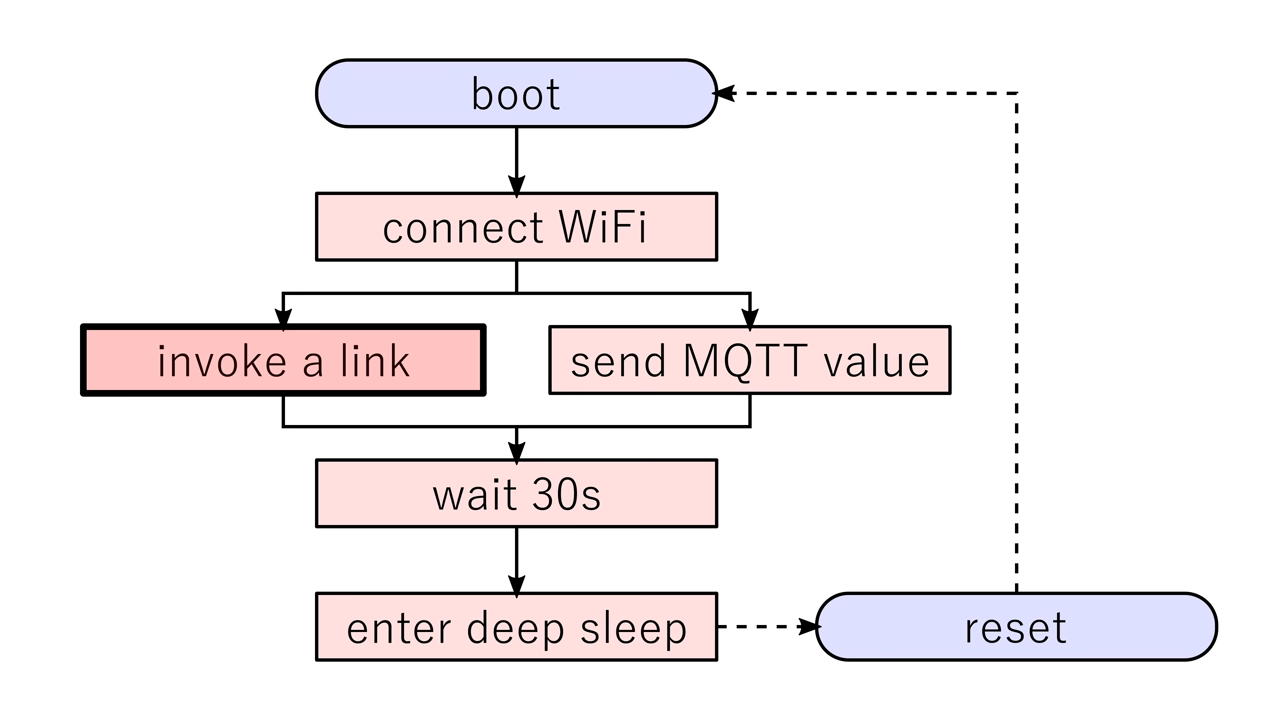 boot
connect WiFi
invoke a link
send MQTT value
wait 30s
enter deep sleep
reset